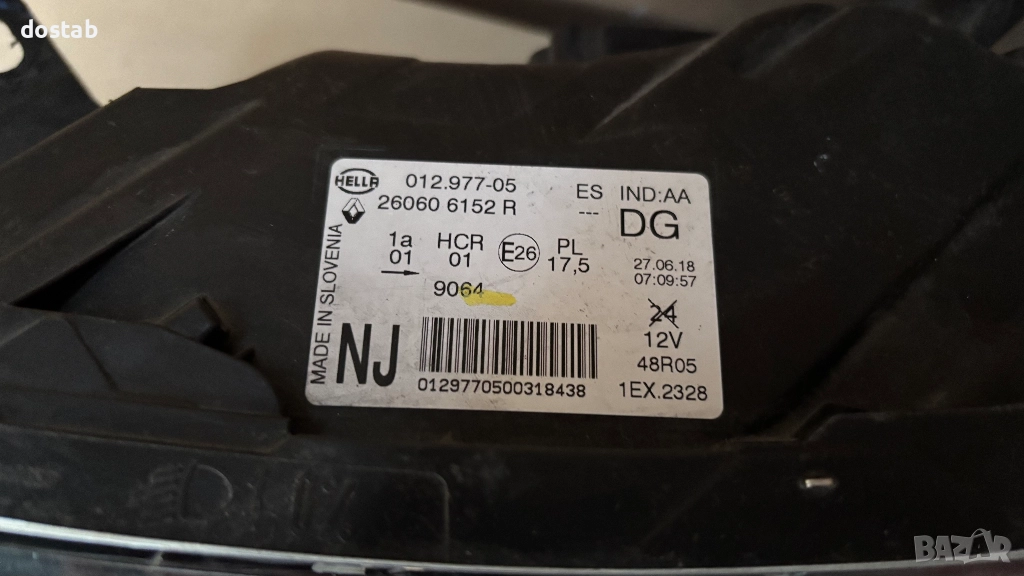 dostab
HELLA 012.977-05 ES IND:AA
26060 6152 R --- DG
1a HCR E26 PL
01 01 17,5 27.06.18
07:09:57
9064
24
12V
MADE IN SLOVENIA
NJ 48R05
01297700500318438 1EX.2328
BAZAR